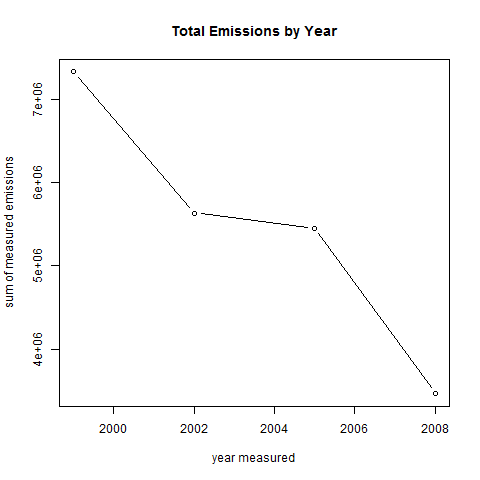 Total Emissions by Year
sum of measured emissions
7e+06
6e+06
5e+06
4e+06
2000 2002 2004 2006 2008
year measured